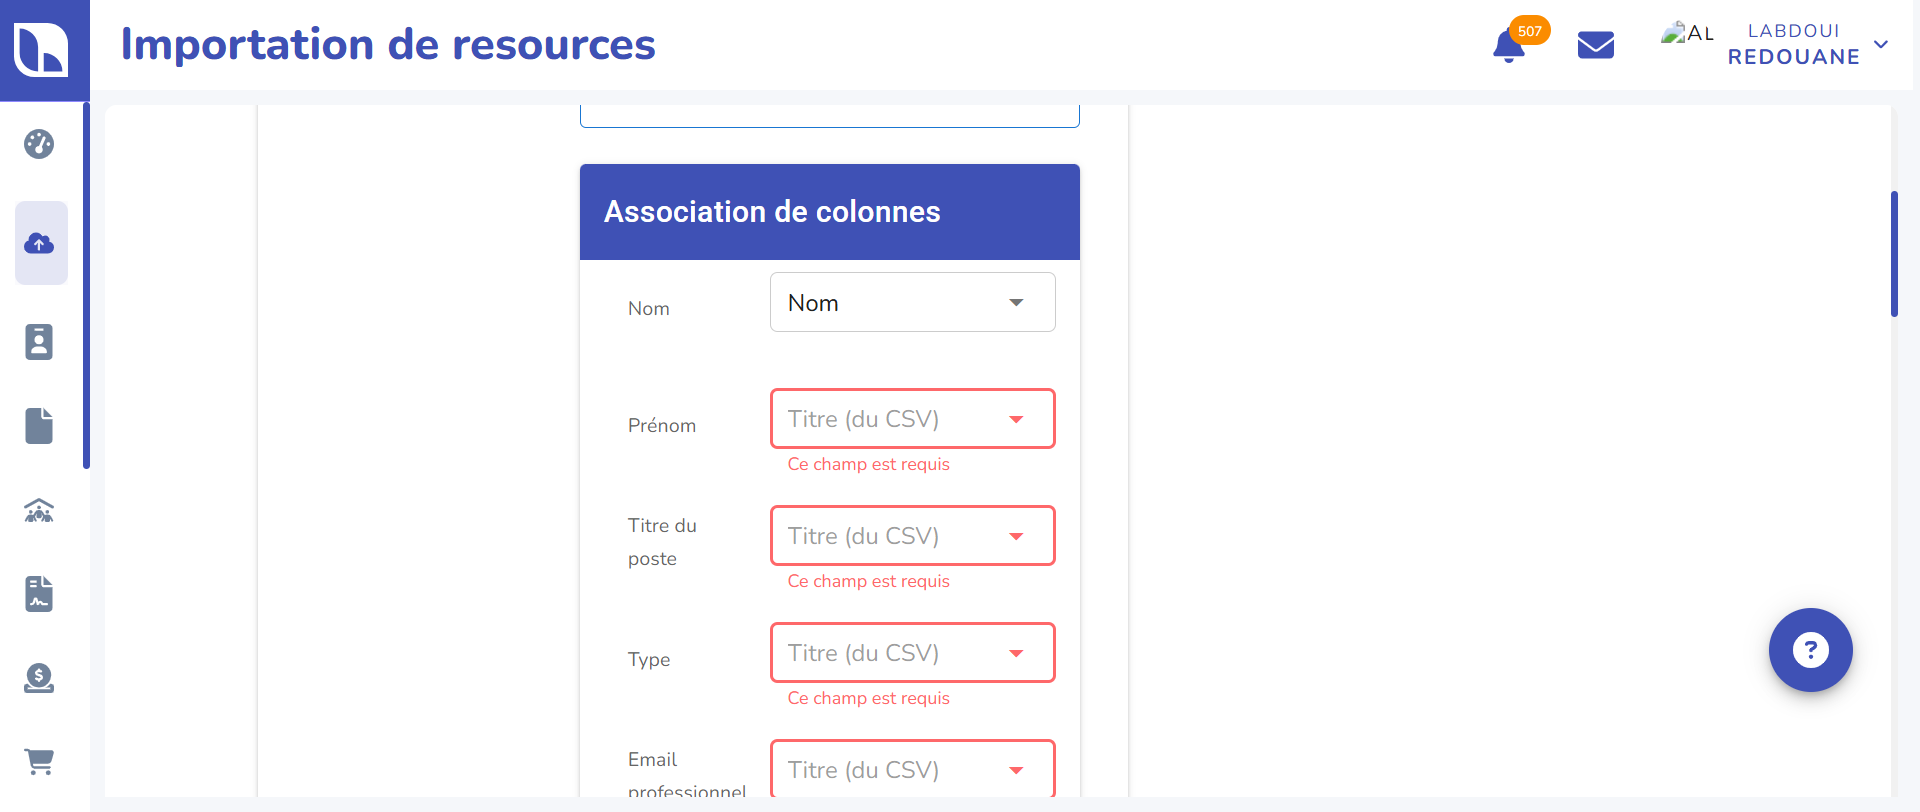 Importation de resources
507
AL
LABDOUI
REDOUANE
Association de colonnes
Nom
Nom
Prénom
Titre (du CSV)
Ce champ est requis
Titre du
poste
Titre (du CSV)
Ce champ est requis
Type
Titre (du CSV)
Ce champ est requis
Email
professionnel
Titre (du CSV)
?